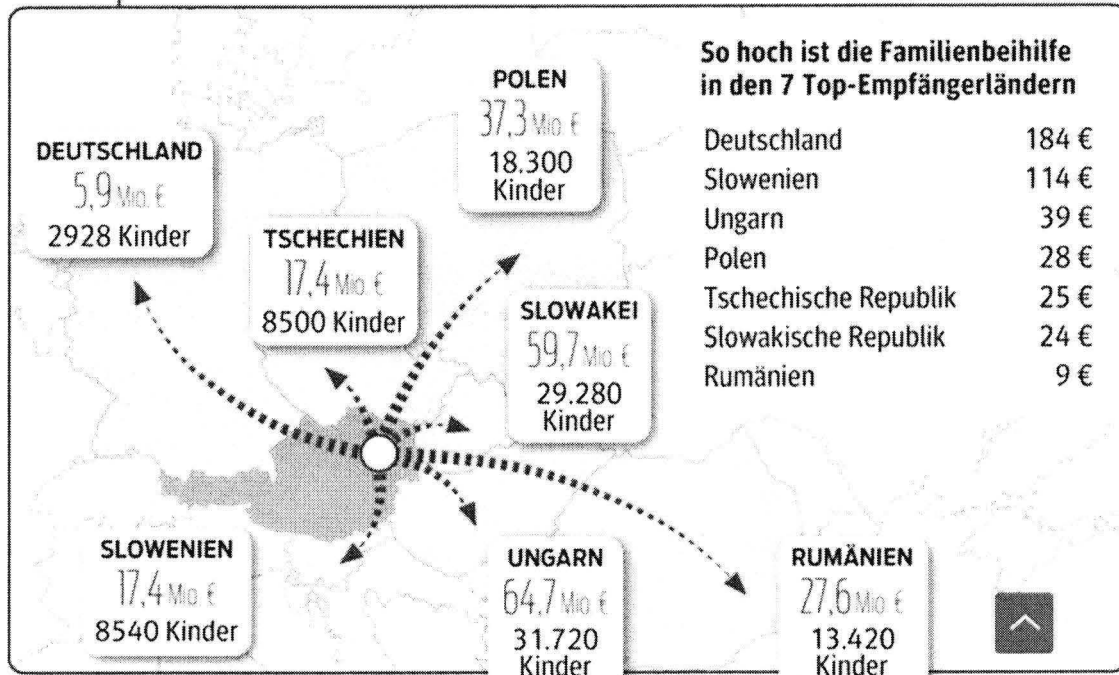 So hoch ist die Familienbeihilfe
in den 7 Top-Empfängerländern
Deutschland 184 €
Slowenien 114 €
Ungarn 39 €
Polen 28 €
Tschechische Republik 25 €
Slowakische Republik 24 €
Rumänien 9 €
POLEN
37,3 Mio. €
18.300
Kinder
DEUTSCHLAND
5,9 Mio. €
2928 Kinder
TSCHECHIEN
17,4 Mio. €
8500 Kinder
SLOWAKEI
59,7 Mio. €
29.280
Kinder
SLOWENIEN
17,4 Mio. €
8540 Kinder
UNGARN
64,7 Mio. €
31.720
Kinder
RUMÄNIEN
27,6 Mio. €
13.420
Kinder